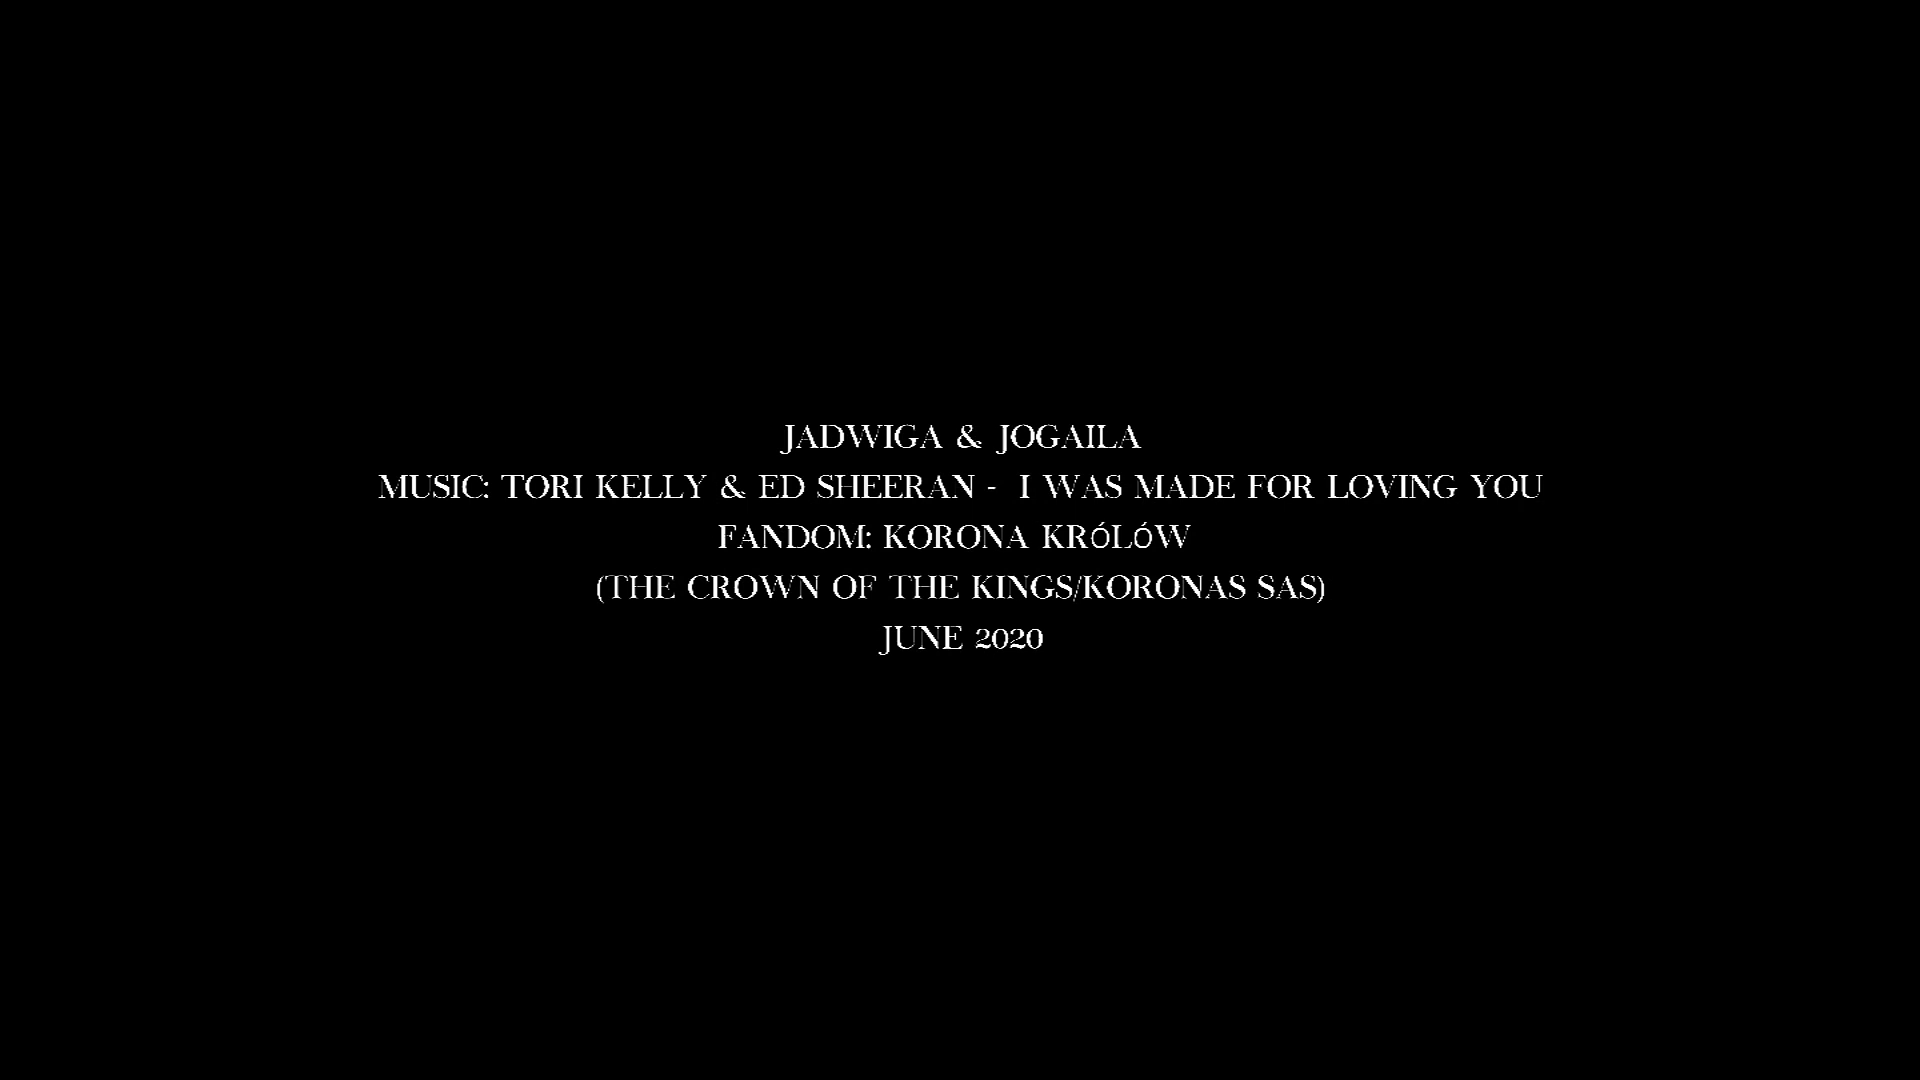 JADWIGA & JOGAILA
MUSIC: TORI KELLY & ED SHEERAN -  I WAS MADE FOR LOVING YOU
FANDOM: KORONA KRÓLÓW
(THE CROWN OF THE KINGS/KORONAS SAS)
JUNE 2020